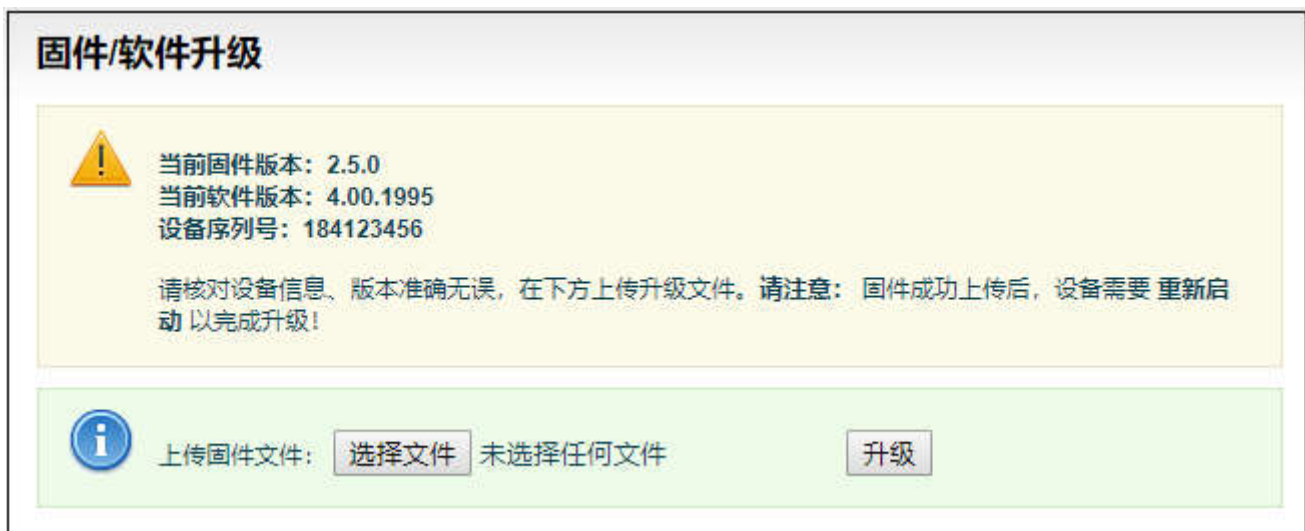 固件/软件升级
当前固件版本：2.5.0
当前软件版本：4.00.1995
设备序列号：184123456
请核对设备信息、版本准确无误，在下方上传升级文件。请注意： 固件成功上传后，设备需要 重新启
动 以完成升级！
上传固件文件： 选择文件 未选择任何文件 升级